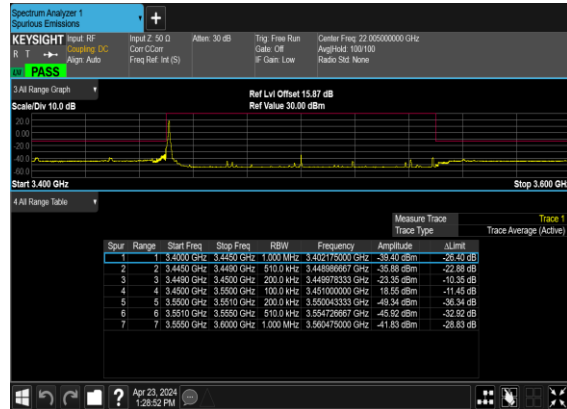 Spectrum Analyzer 1
Spurious Emissions
+
KEYSIGHT Input: RF Input Z: 50 Ω Atten: 30 dB Trig: Free Run Center Freq: 22.005000000 GHz
R T Coupling: DC Corr CCorr Gate: Off Avg|Hold: 100/100
Align: Auto Freq Ref: Int (S) IF Gain: Low Radio Std: None
PASS
3 All Range Graph
Ref Lvl Offset 15.87 dB
Scale/Div 10.0 dB Ref Value 30.00 dBm
20.0
0.00
-20.0
-40.0
-60.0
Start 3.400 GHz Stop 3.600 GHz
4 All Range Table
Measure Trace Trace 1
Trace Type Trace Average (Active)
Spur Range Start Freq Stop Freq RBW Frequency Amplitude ΔLimit
1 1 3.4000 GHz 3.4450 GHz 1.000 MHz 3.402175000 GHz -39.40 dBm -26.40 dB
2 2 3.4450 GHz 3.4490 GHz 510.0 kHz 3.448986667 GHz -35.88 dBm -22.88 dB
3 3 3.4490 GHz 3.4500 GHz 200.0 kHz 3.449978333 GHz -23.35 dBm -10.35 dB
4 4 3.4500 GHz 3.5500 GHz 100.0 kHz 3.451000000 GHz 18.55 dBm -11.45 dB
5 5 3.5500 GHz 3.5510 GHz 200.0 kHz 3.550043333 GHz -49.34 dBm -36.34 dB
6 6 3.5510 GHz 3.5550 GHz 510.0 kHz 3.554726667 GHz -45.92 dBm -32.92 dB
7 7 3.5550 GHz 3.6000 GHz 1.000 MHz 3.560475000 GHz -41.83 dBm -28.83 dB
? Apr 23, 2024
1:28:52 PM